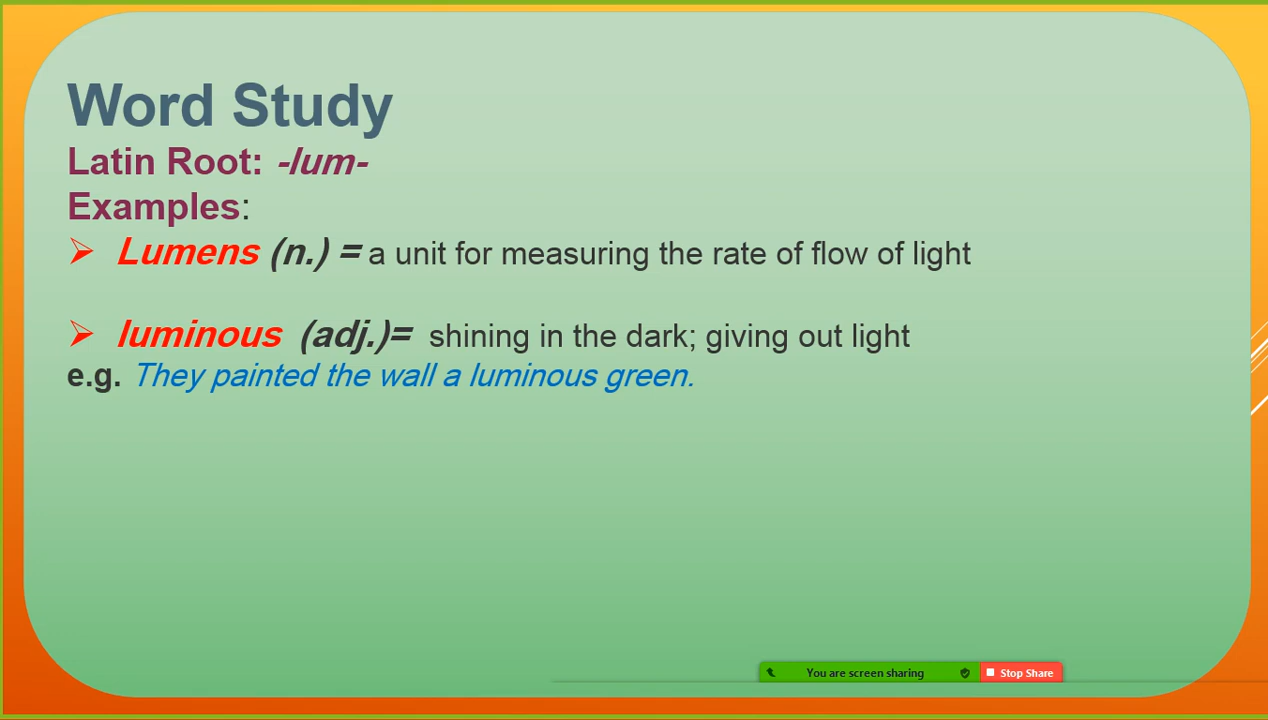 Word Study
Latin Root: -lum-
Examples:
➢ Lumens (n.) = a unit for measuring the rate of flow of light
➢ luminous (adj.)= shining in the dark; giving out light
e.g. They painted the wall a luminous green.
You are screen sharing Stop Share